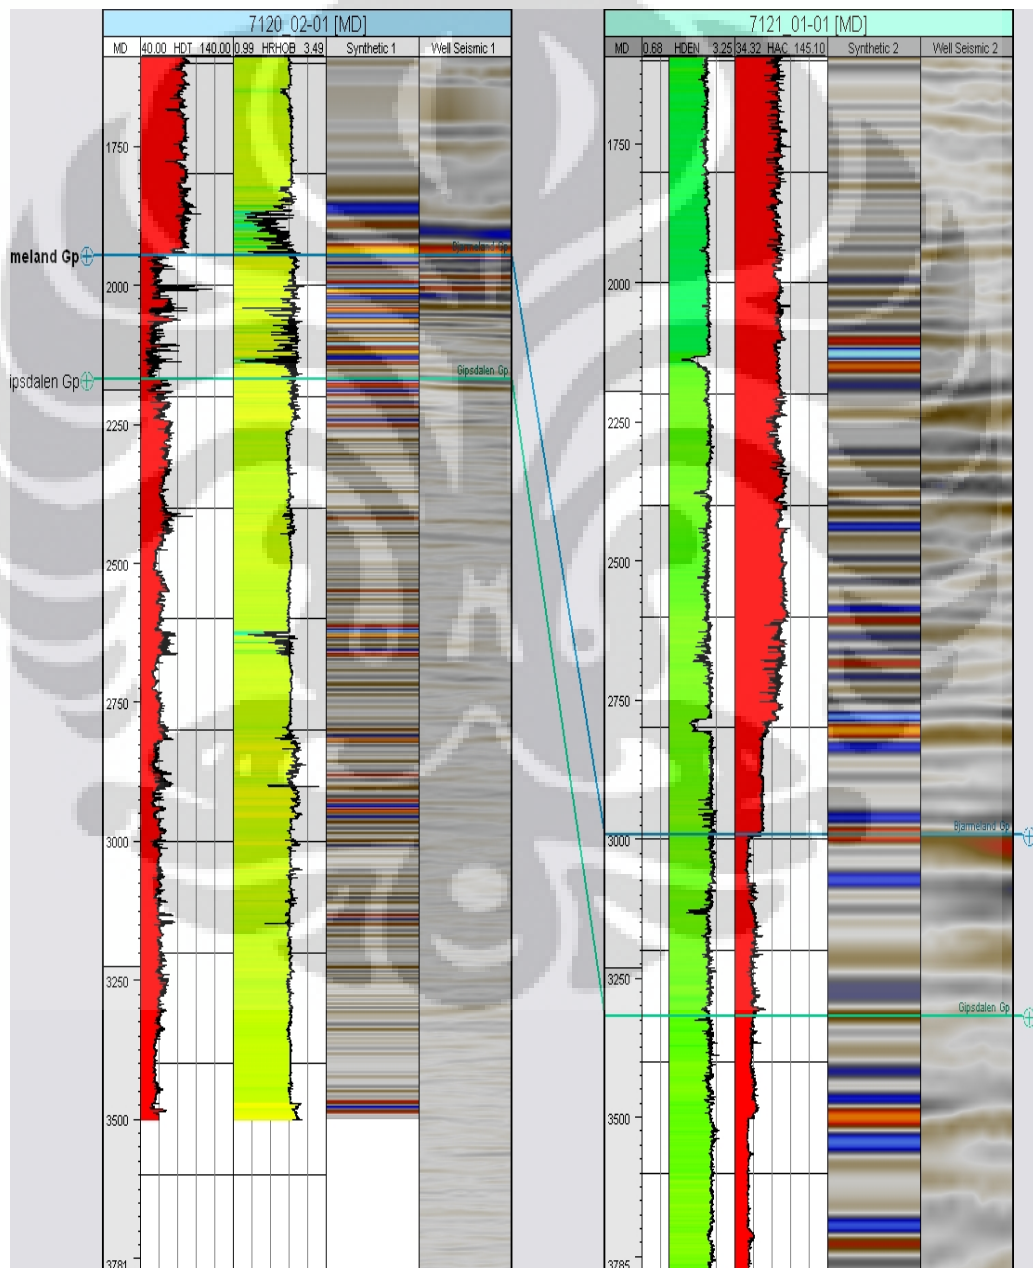 7120_02-01 [MD]
MD 40.00 HDT 140.00 0.99 HRHOB 3.49 Synthetic 1 Well Seismic 1
1750
meland Gp
Bjarmeland Gp
2000
ipsdalen Gp
Gipsdalen Gp
2250
2500
2750
3000
3250
3500
3781
7121_01-01 [MD]
MD 0.68 HDEN 3.25 34.32 HAC 145.10 Synthetic 2 Well Seismic 2
1750
2000
2250
2500
2750
Bjarmeland Gp
3000
3250
Gipsdalen Gp
3500
3785